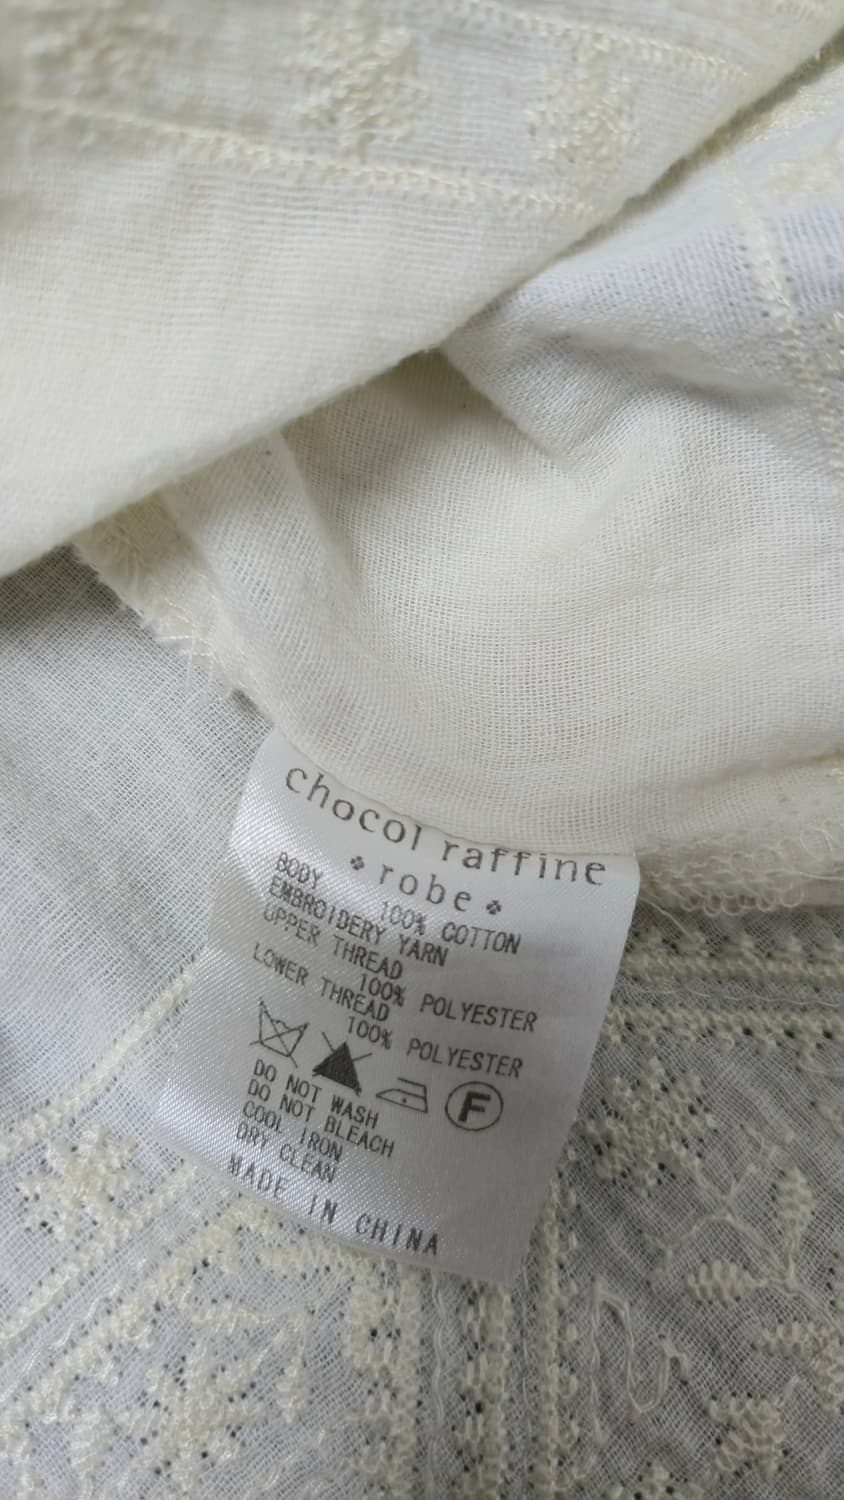 chocol raffine
robe
BODY
100% COTTON
EMBROIDERY YARN
UPPER THREAD
100% POLYESTER
LOWER THREAD
100% POLYESTER
F
DO NOT WASH
DO NOT BLEACH
COOL IRON
DRY CLEAN
MADE IN CHINA